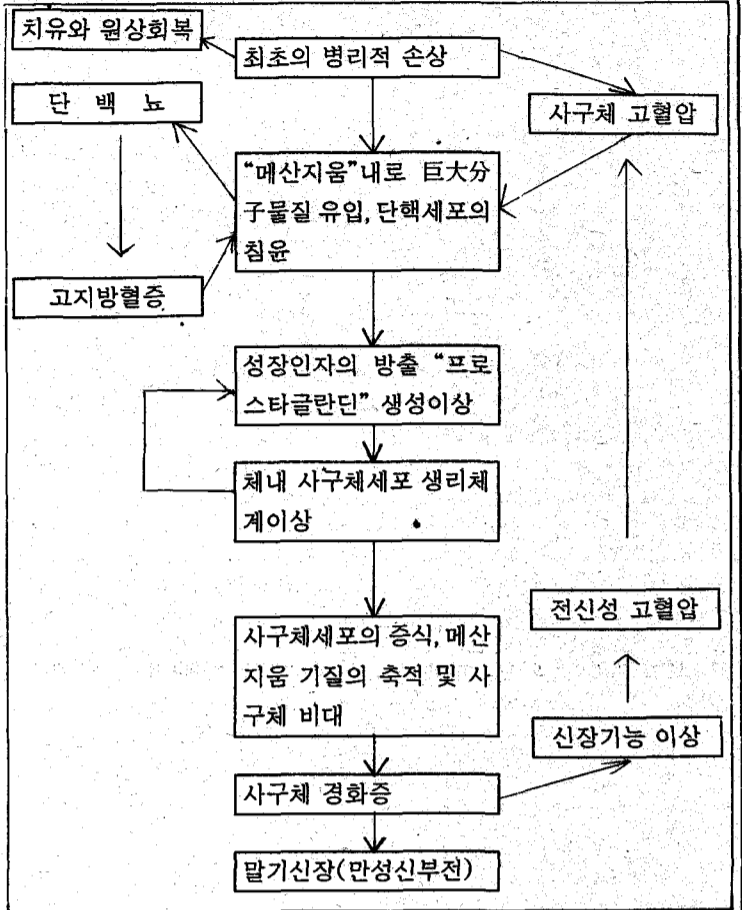 치유와 원상회복
최초의 병리적 손상
단 백 뇨
사구체 고혈압
“메산지움”내로 巨大分
자물질 유입, 단핵세포의
침윤
고지방혈증
성장인자의 방출 “프로
스타글란딘” 생성이상
체내 사구체세포 생리체
계이상
전신성 고혈압
사구체세포의 증식, 메산
지움 기질의 축적 및 사
구체 비대
신장기능 이상
사구체 경화증
말기신장(만성신부전)